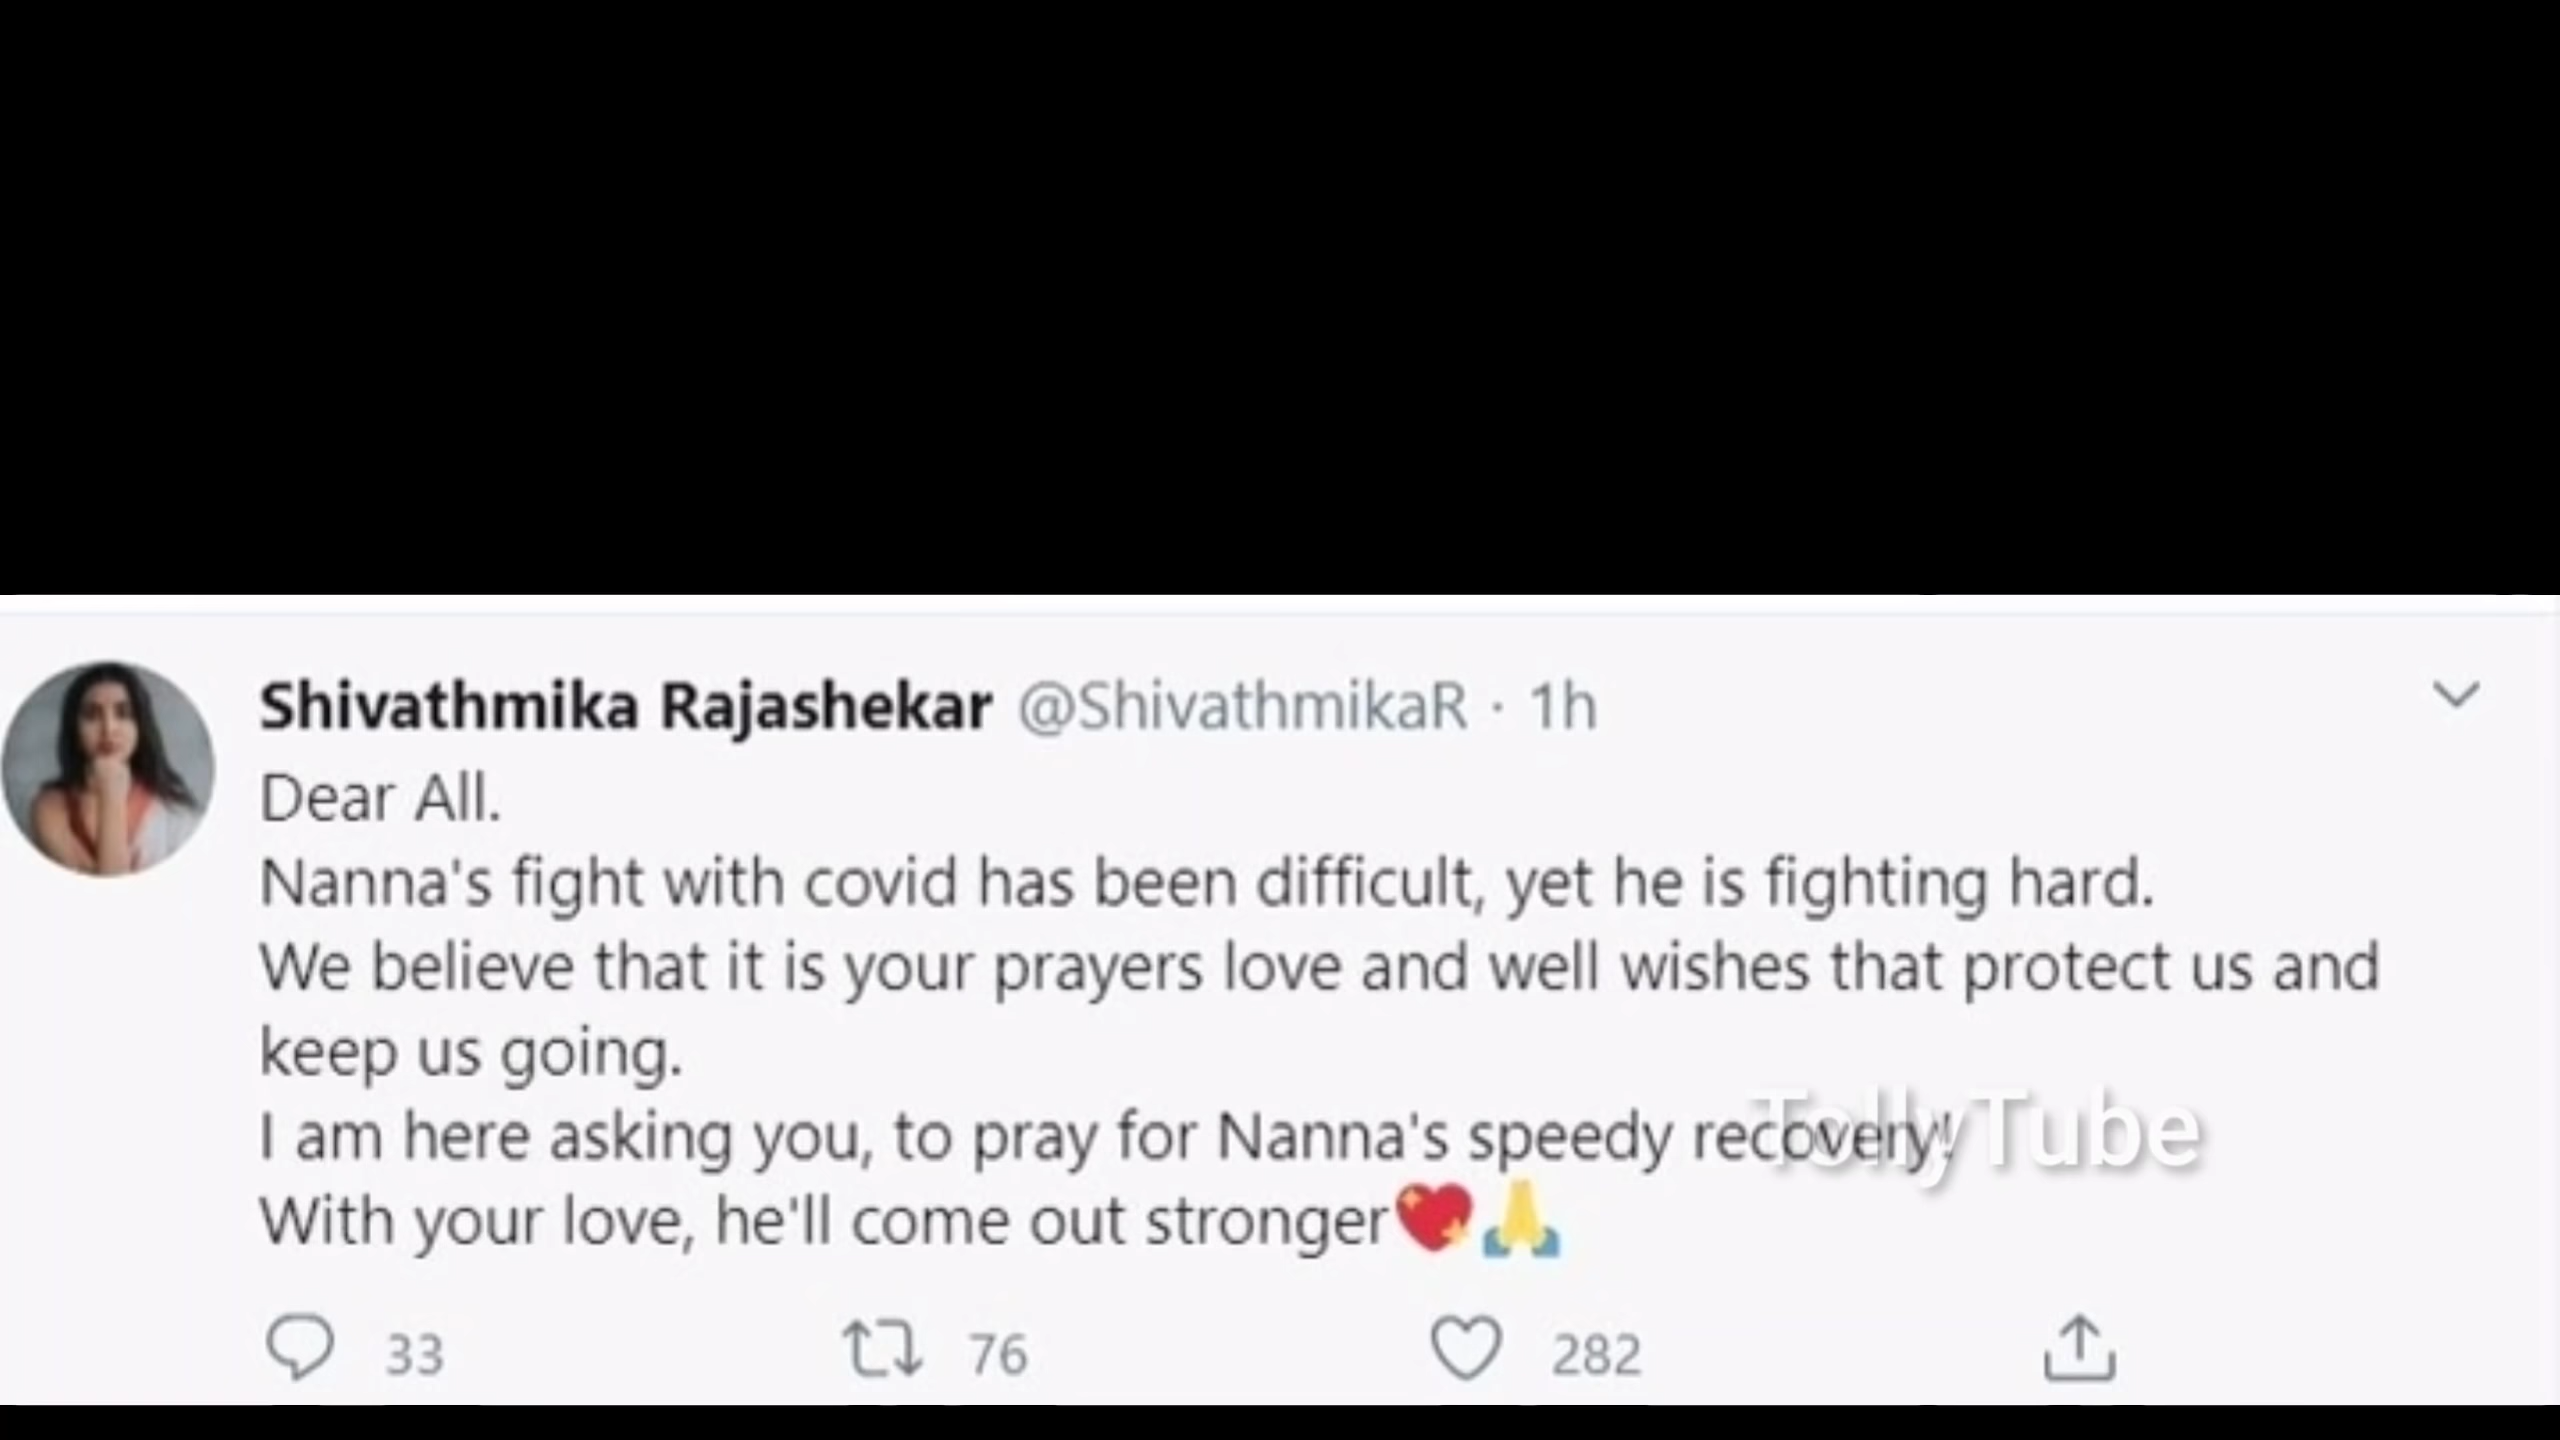 Shivathmika Rajashekar @ShivathmikaR · 1h
Dear All.
Nanna's fight with covid has been difficult, yet he is fighting hard.
We believe that it is your prayers love and well wishes that protect us and
keep us going.
I am here asking you, to pray for Nanna's speedy recovery!
TollyTube
With your love, he'll come out stronger💖🙏
33 76 282